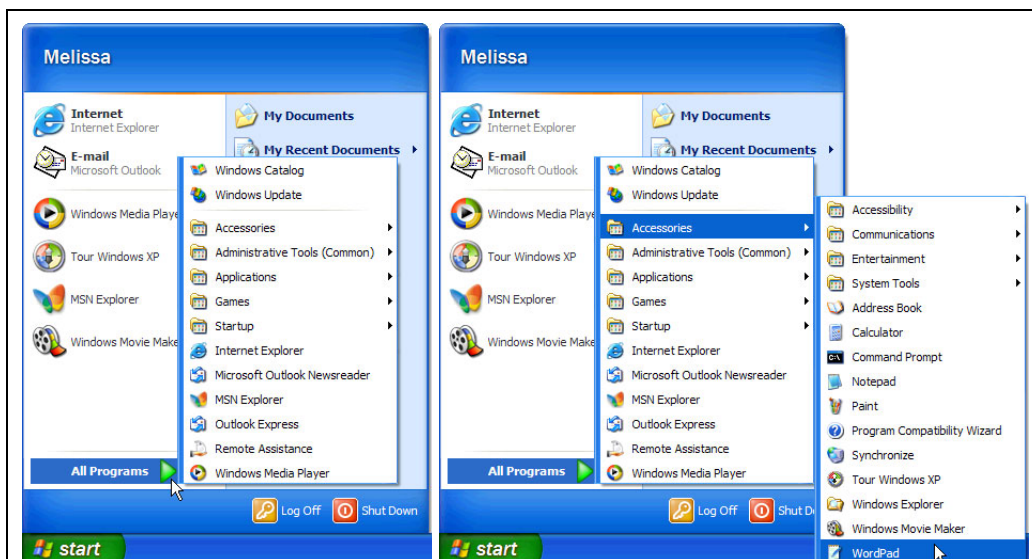 Melissa
Internet
Internet Explorer
E-mail
Microsoft Outlook
Windows Media Playe
Tour Windows XP
MSN Explorer
Windows Movie Make
All Programs
My Documents
My Recent Documents
Windows Catalog
Windows Update
Accessories
Administrative Tools (Common)
Applications
Games
Startup
Internet Explorer
Microsoft Outlook Newsreader
MSN Explorer
Outlook Express
Remote Assistance
Windows Media Player
Log Off
Shut Down
start
Melissa
Internet
Internet Explorer
E-mail
Microsoft Outlook
Windows Media Playe
Tour Windows XP
MSN Explorer
Windows Movie Make
All Programs
My Documents
My Recent Documents
Windows Catalog
Windows Update
Accessories
Administrative Tools (Common)
Applications
Games
Startup
Internet Explorer
Microsoft Outlook Newsreader
MSN Explorer
Outlook Express
Remote Assistance
Windows Media Player
Accessibility
Communications
Entertainment
System Tools
Address Book
Calculator
Command Prompt
Notepad
Paint
Program Compatibility Wizard
Synchronize
Tour Windows XP
Windows Explorer
Windows Movie Maker
WordPad
Log Off
Shut D
start